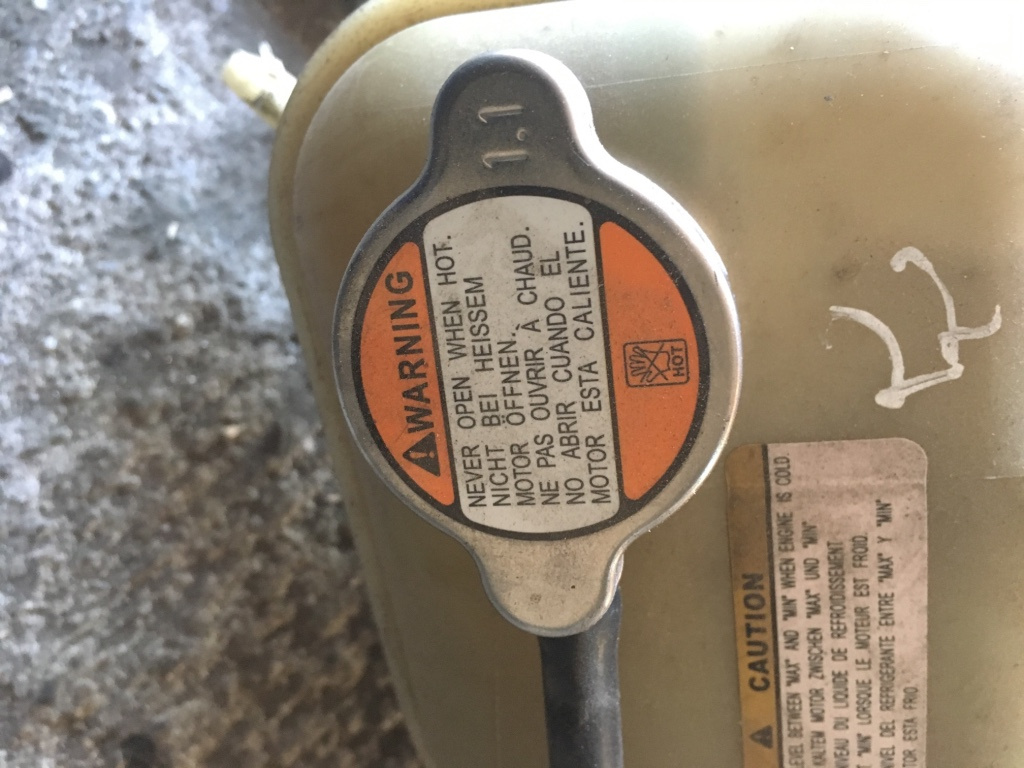 1.1
WARNING
NEVER OPEN WHEN HOT.
NICHT BEI HEISSEM
MOTOR ÖFFNEN.
NE PAS OUVRIR À CHAUD.
NO ABRIR CUANDO EL
MOTOR ESTA CALIENTE.
HOT
CAUTION
LEVEL BETWEEN "MAX" AND "MIN" WHEN ENGINE IS COLD.
KALTEM MOTOR ZWISCHEN "MAX" UND "MIN"
DU LIQUIDE DE REFROIDISSEMENT
"MIN" LORSQUE LE MOTEUR EST FROID.
DEL REFRIGERANTE ENTRE "MAX" Y "MIN"
ESTA FRIO